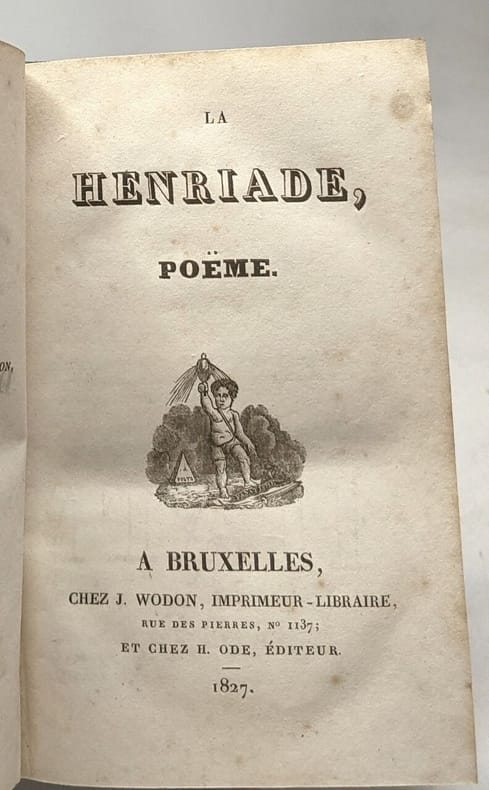 LA
HENRIADE,
POËME.
A BRUXELLES,
CHEZ J. WODON, IMPRIMEUR-LIBRAIRE,
RUE DES PIERRES, Nº 1137;
ET CHEZ H. ODE, ÉDITEUR.
1827.